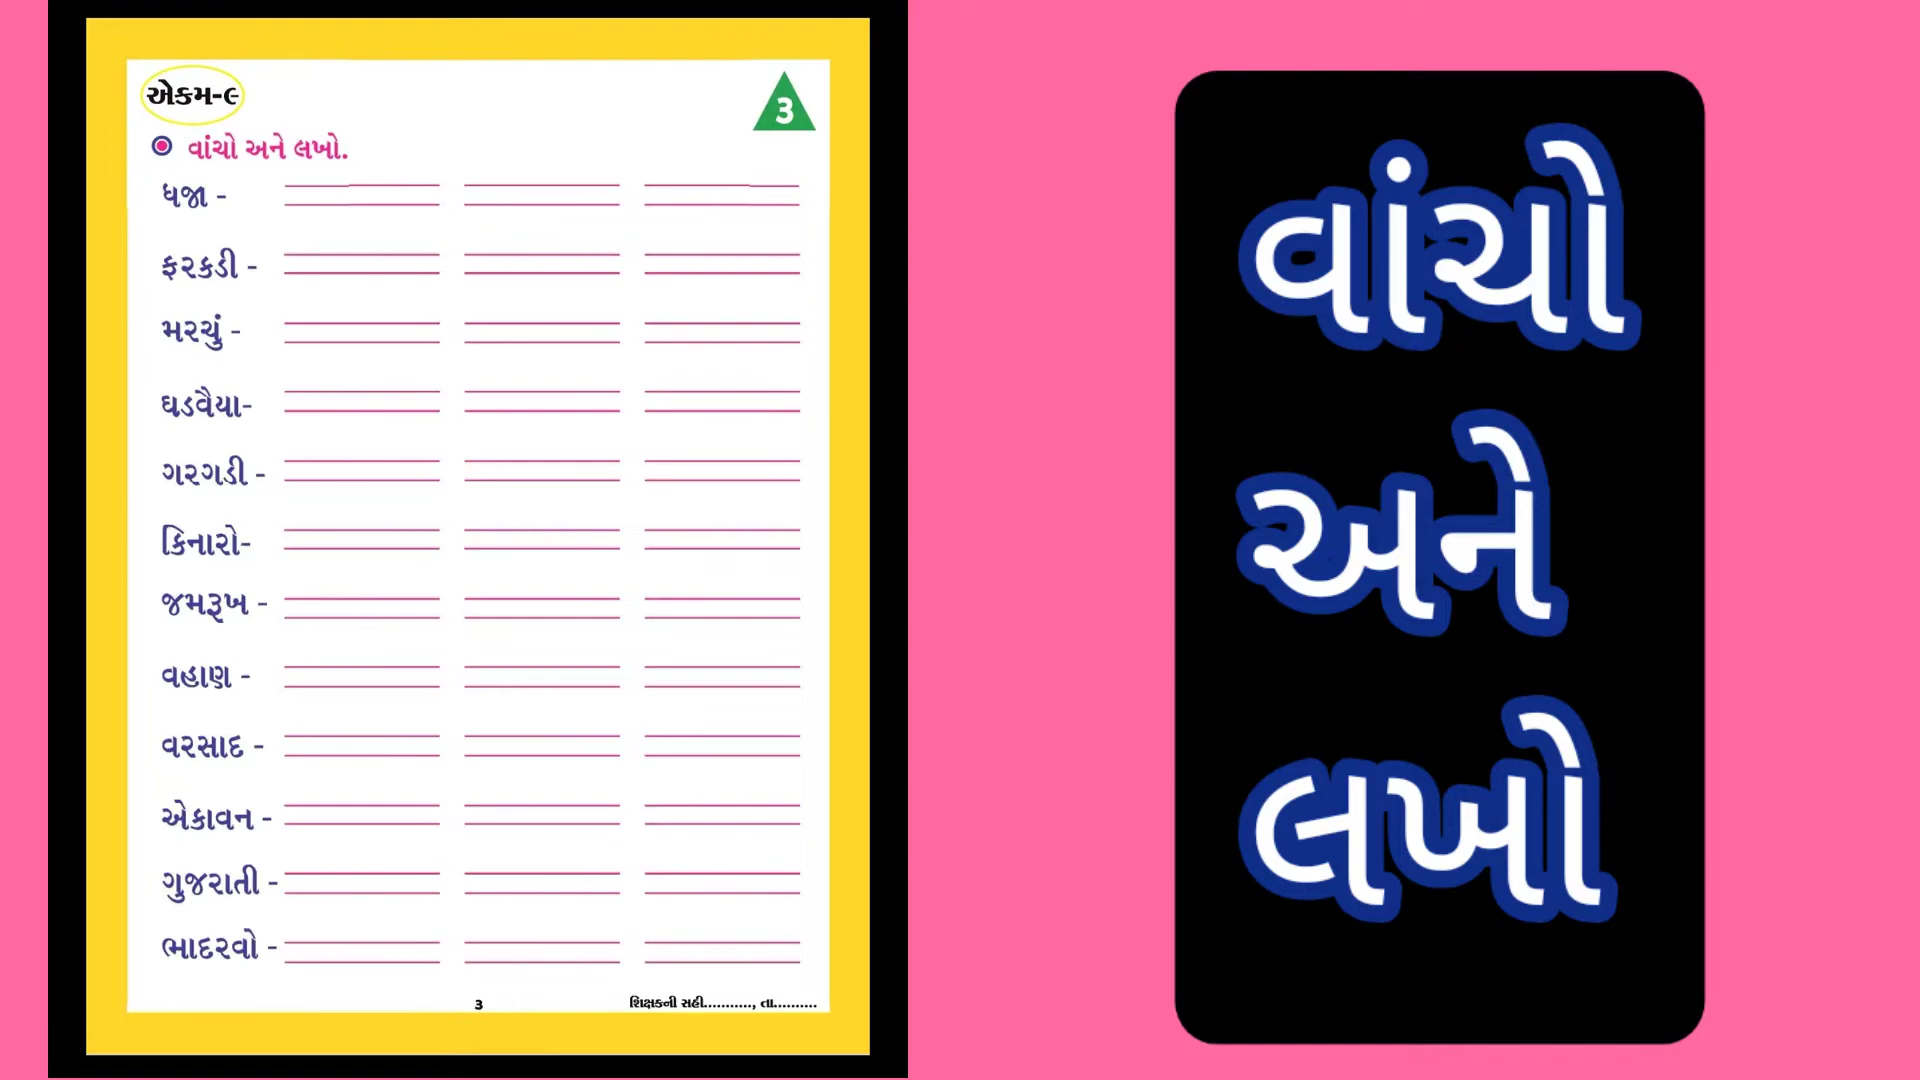 એકમ-૯
3
વાંચો અને લખો.
ધજા -
ફરકડી -
મરચું -
ઘડવૈયા-
ગરગડી -
કિનારો-
જમરૂખ -
વહાણ -
વરસાદ -
એકાવન -
ગુજરાતી -
ભાદરવો -
3
શિક્ષકની સહી..........., તા..........
વાંચો
અને
લખો